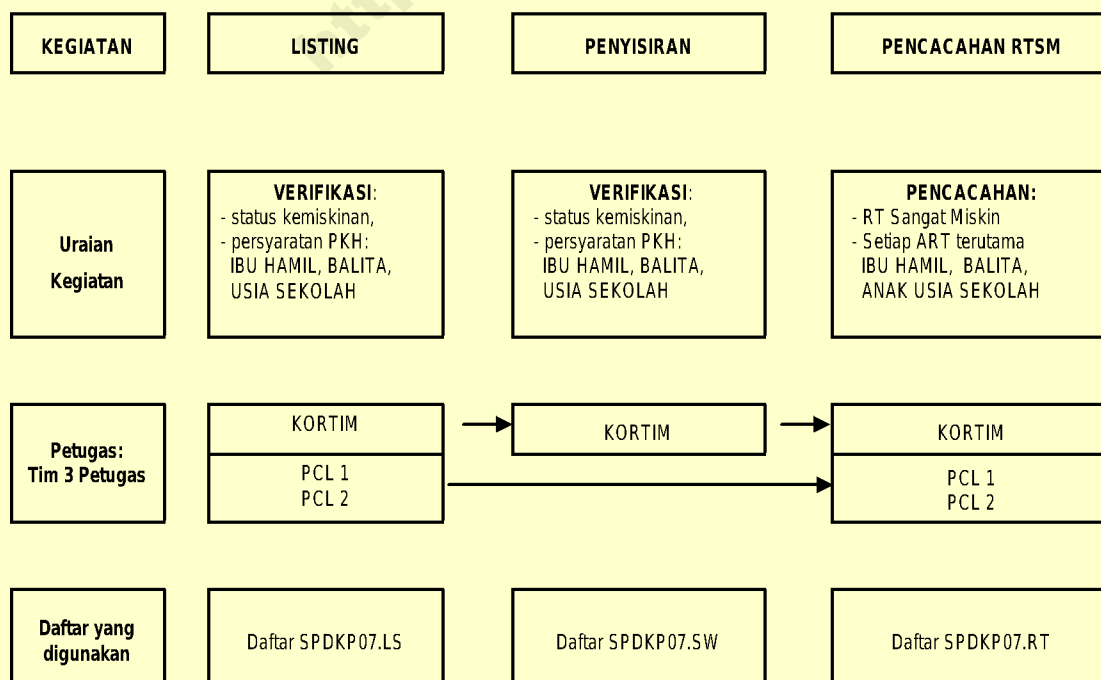 KEGIATAN
LISTING
PENYISIRAN
PENCACAHAN RTSM
Uraian
Kegiatan
VERIFIKASI:
- status kemiskinan,
- persyaratan PKH:
IBU HAMIL, BALITA,
USIA SEKOLAH
VERIFIKASI:
- status kemiskinan,
- persyaratan PKH:
IBU HAMIL, BALITA,
USIA SEKOLAH
PENCACAHAN:
- RT Sangat Miskin
- Setiap ART terutama
IBU HAMIL, BALITA,
ANAK USIA SEKOLAH
Petugas:
Tim 3 Petugas
KORTIM
PCL 1
PCL 2
KORTIM
KORTIM
PCL 1
PCL 2
Daftar yang
digunakan
Daftar SPDKP07.LS
Daftar SPDKP07.SW
Daftar SPDKP07.RT